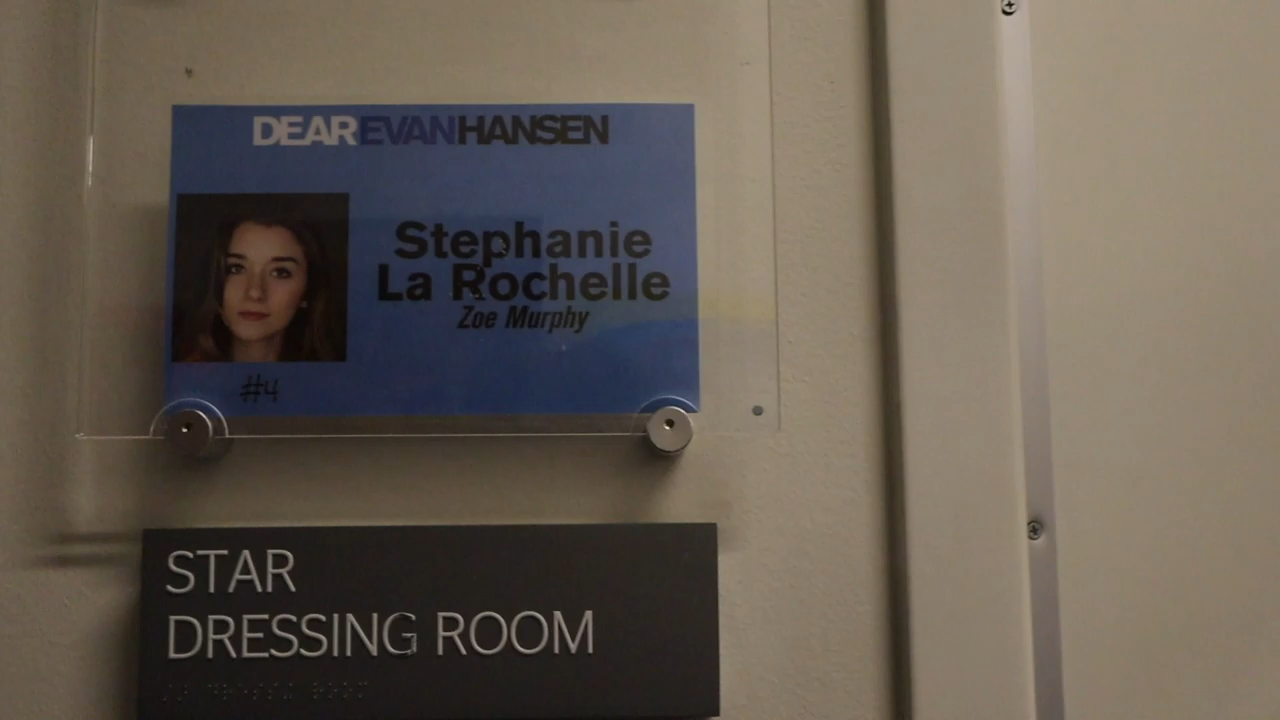 DEAREVANHANSEN
Stephanie
La Rochelle
Zoe Murphy
#4
STAR
DRESSING ROOM